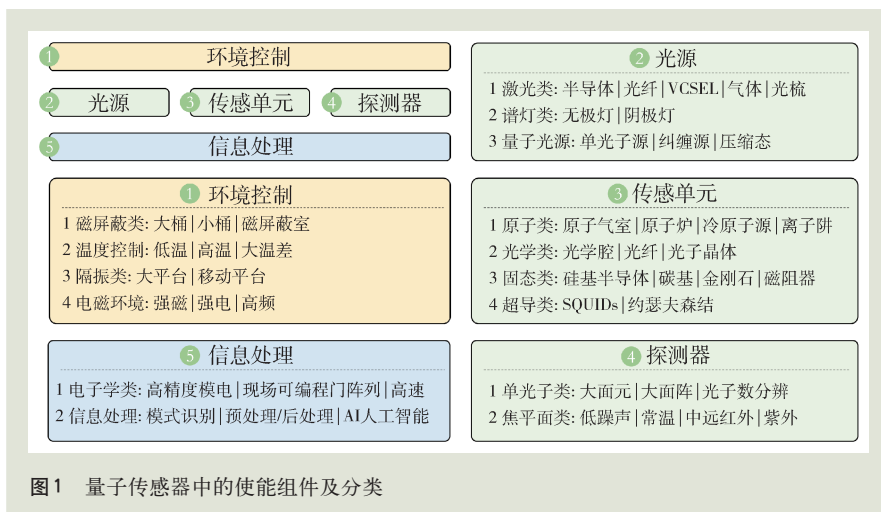 1 环境控制
2 光源 3 传感单元 4 探测器
5 信息处理
1 环境控制
1 磁屏蔽类: 大桶|小桶|磁屏蔽室
2 温度控制: 低温|高温|大温差
3 隔振类: 大平台|移动平台
4 电磁环境: 强磁|强电|高频
5 信息处理
1 电子学类: 高精度模电|现场可编程门阵列|高速
2 信息处理: 模式识别|预处理/后处理|AI人工智能
2 光源
1 激光类: 半导体|光纤|VCSEL|气体|光梳
2 谱灯类: 无极灯|阴极灯
3 量子光源: 单光子源|纠缠源|压缩态
3 传感单元
1 原子类: 原子气室|原子炉|冷原子源|离子阱
2 光学类: 光学腔|光纤|光子晶体
3 固态类: 硅基半导体|碳基|金刚石|磁阻器
4 超导类: SQUIDs|约瑟夫森结
4 探测器
1 单光子类: 大面元|大面阵|光子数分辨
2 焦平面类: 低躁声|常温|中远红外|紫外
图1 量子传感器中的使能组件及分类